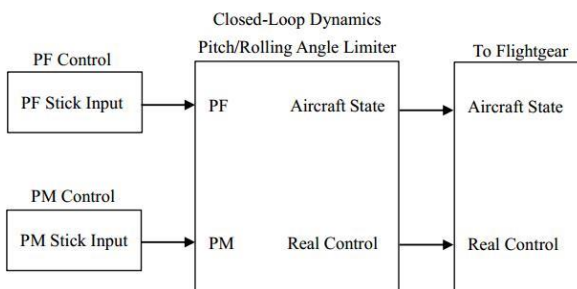 Closed-Loop Dynamics
Pitch/Rolling Angle Limiter
To Flightgear
PF Control
PF Stick Input
PF
Aircraft State
Aircraft State
PM Control
PM Stick Input
PM
Real Control
Real Control